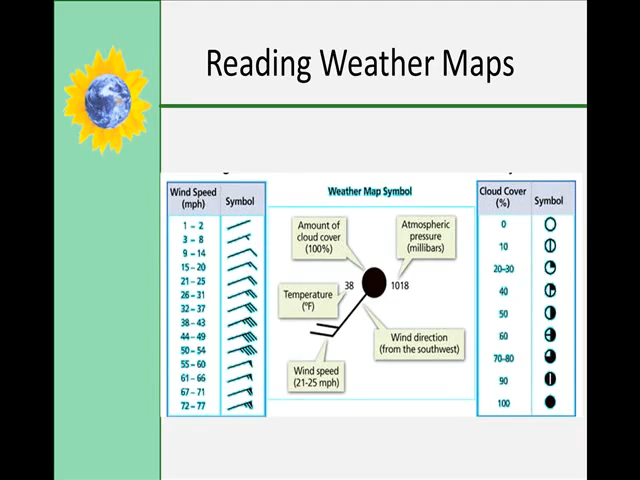 Reading Weather Maps
Wind Speed
(mph)
Symbol
1 – 2
3 – 8
9 – 14
15 – 20
21 – 25
26 – 31
32 – 37
38 – 43
44 – 49
50 – 54
55 – 60
61 – 66
67 – 71
72 – 77
Weather Map Symbol
Amount of
cloud cover
(100%)
Atmospheric
pressure
(millibars)
38
1018
Temperature
(°F)
Wind direction
(from the southwest)
Wind speed
(21-25 mph)
Cloud Cover
(%)
Symbol
0
10
20–30
40
50
60
70–80
90
100